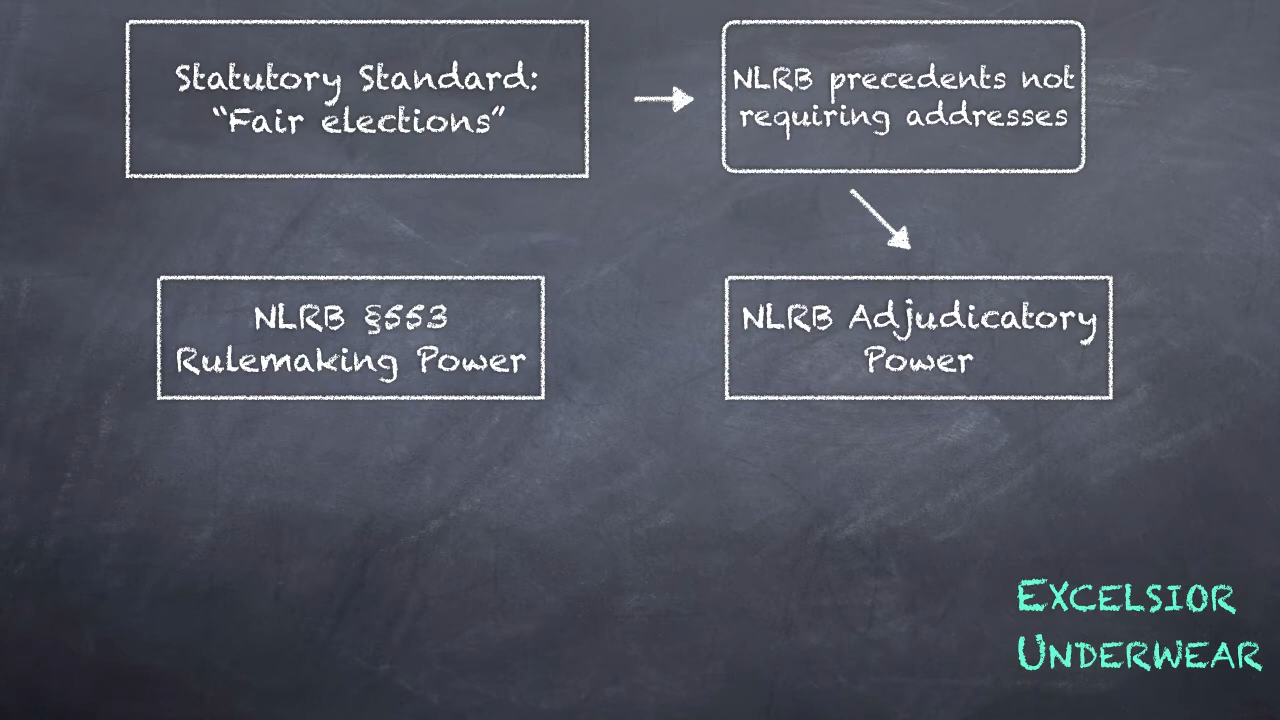 Statutory Standard:
“Fair elections”
NLRB precedents not
requiring addresses
NLRB §553
Rulemaking Power
NLRB Adjudicatory
Power
EXCELSIOR
UNDERWEAR